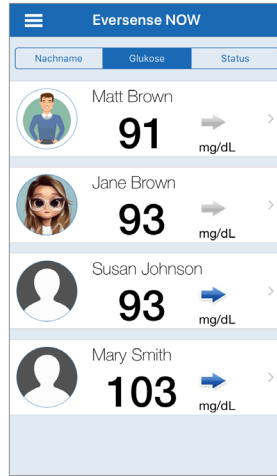 Eversense NOW
Nachname Glukose Status
Matt Brown
91
mg/dL
Jane Brown
93
mg/dL
Susan Johnson
93
mg/dL
Mary Smith
103
mg/dL